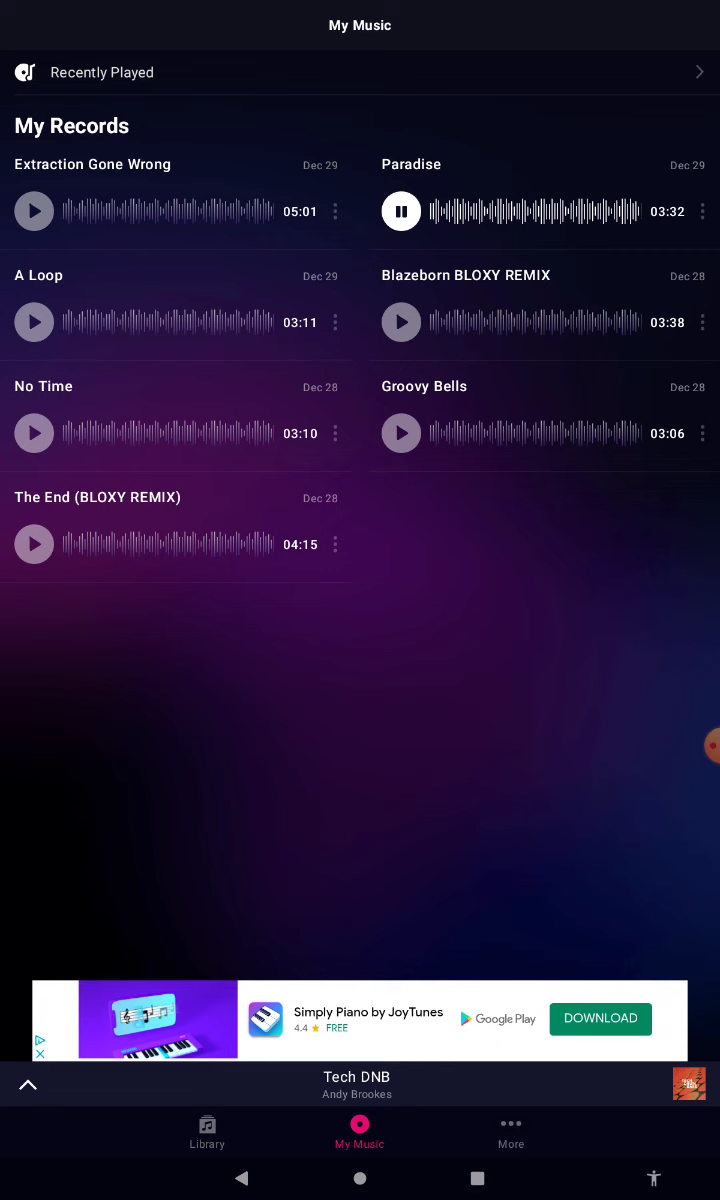 My Music
Recently Played
My Records
Extraction Gone Wrong
Dec 29
05:01
Paradise
Dec 29
03:32
A Loop
Dec 29
03:11
Blazeborn BLOXY REMIX
Dec 28
03:38
No Time
Dec 28
03:10
Groovy Bells
Dec 28
03:06
The End (BLOXY REMIX)
Dec 28
04:15
Simply Piano by JoyTunes
4.4 ★ FREE
Google Play
DOWNLOAD
Tech DNB
Andy Brookes
Library
My Music
More